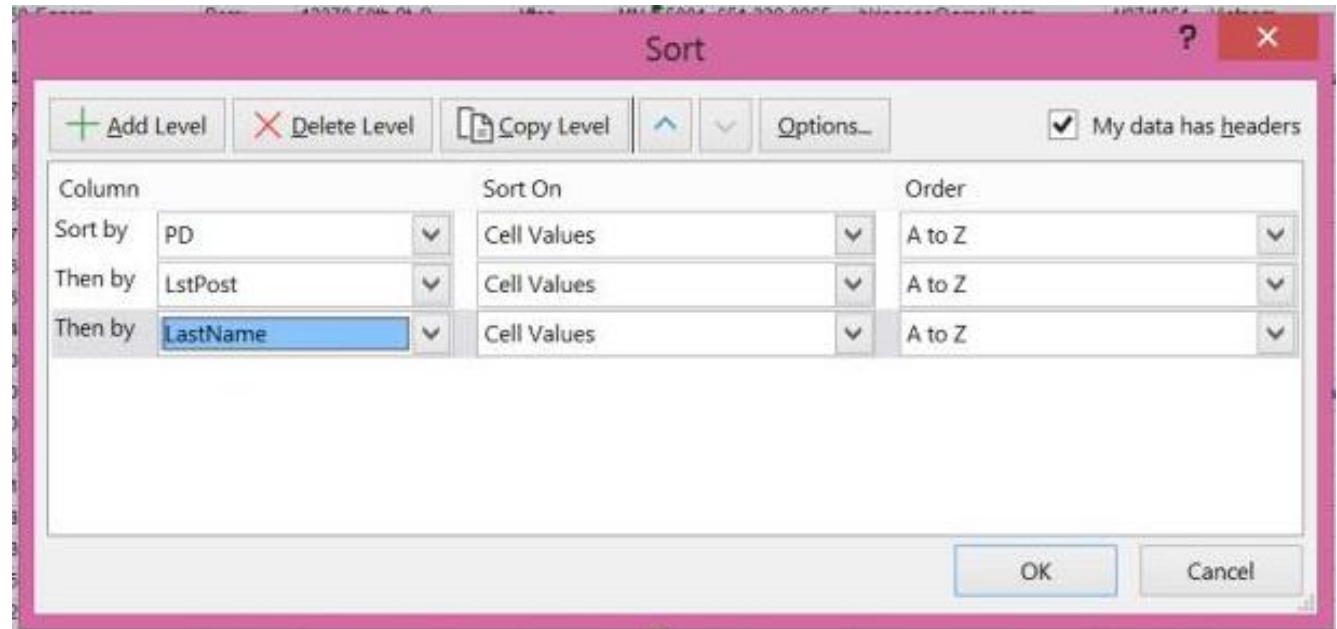 Sort
?
Add Level Delete Level Copy Level Options... My data has headers
Column Sort On Order
Sort by PD Cell Values A to Z
Then by LstPost Cell Values A to Z
Then by LastName Cell Values A to Z
OK Cancel